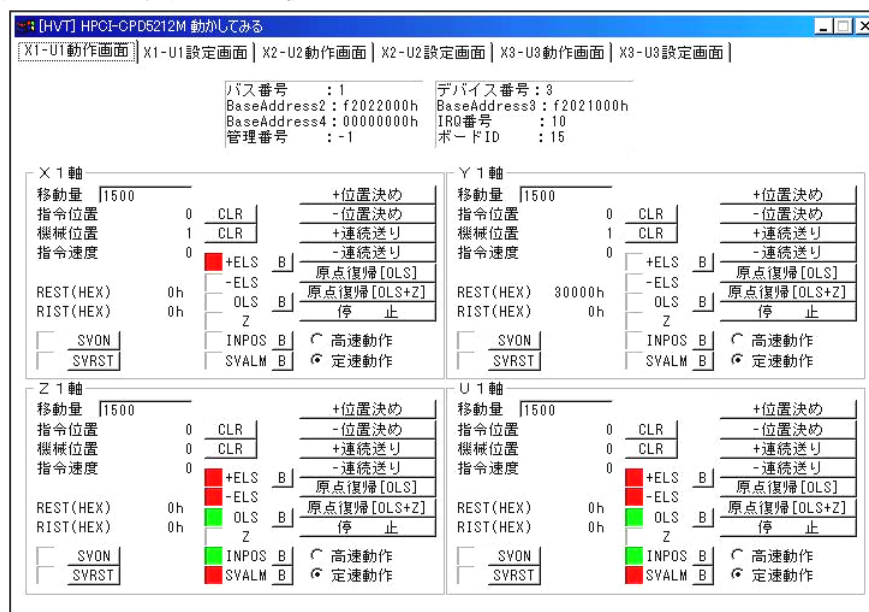 [HVT] HPCI-CPD5212M 動かしてみる
X1-U1動作画面 X1-U1設定画面 X2-U2動作画面 X2-U2設定画面 X3-U3動作画面 X3-U3設定画面
バス番号 :1
BaseAddress2:f2022000h
BaseAddress4:00000000h
管理番号 :-1
デバイス番号:3
BaseAddress3:f2021000h
IRQ番号 :10
ボードID :15
X1軸
移動量 1500
指令位置 0 CLR
機械位置 1 CLR
指令速度 0
REST(HEX) 0h
RIST(HEX) 0h
SVON
SVRST
+ELS B
-ELS
OLS B
Z
INPOS B
SVALM B
+位置決め
-位置決め
+連続送り
-連続送り
原点復帰[OLS]
原点復帰[OLS+Z]
停 止
高速動作
定速動作
Y1軸
移動量 1500
指令位置 0 CLR
機械位置 1 CLR
指令速度 0
REST(HEX) 30000h
RIST(HEX) 0h
SVON
SVRST
+ELS B
-ELS
OLS B
Z
INPOS B
SVALM B
+位置決め
-位置決め
+連続送り
-連続送り
原点復帰[OLS]
原点復帰[OLS+Z]
停 止
高速動作
定速動作
Z1軸
移動量 1500
指令位置 0 CLR
機械位置 0 CLR
指令速度 0
REST(HEX) 0h
RIST(HEX) 0h
SVON
SVRST
+ELS B
-ELS
OLS B
Z
INPOS B
SVALM B
+位置決め
-位置決め
+連続送り
-連続送り
原点復帰[OLS]
原点復帰[OLS+Z]
停 止
高速動作
定速動作
U1軸
移動量 1500
指令位置 0 CLR
機械位置 0 CLR
指令速度 0
REST(HEX) 0h
RIST(HEX) 0h
SVON
SVRST
+ELS B
-ELS
OLS B
Z
INPOS B
SVALM B
+位置決め
-位置決め
+連続送り
-連続送り
原点復帰[OLS]
原点復帰[OLS+Z]
停 止
高速動作
定速動作